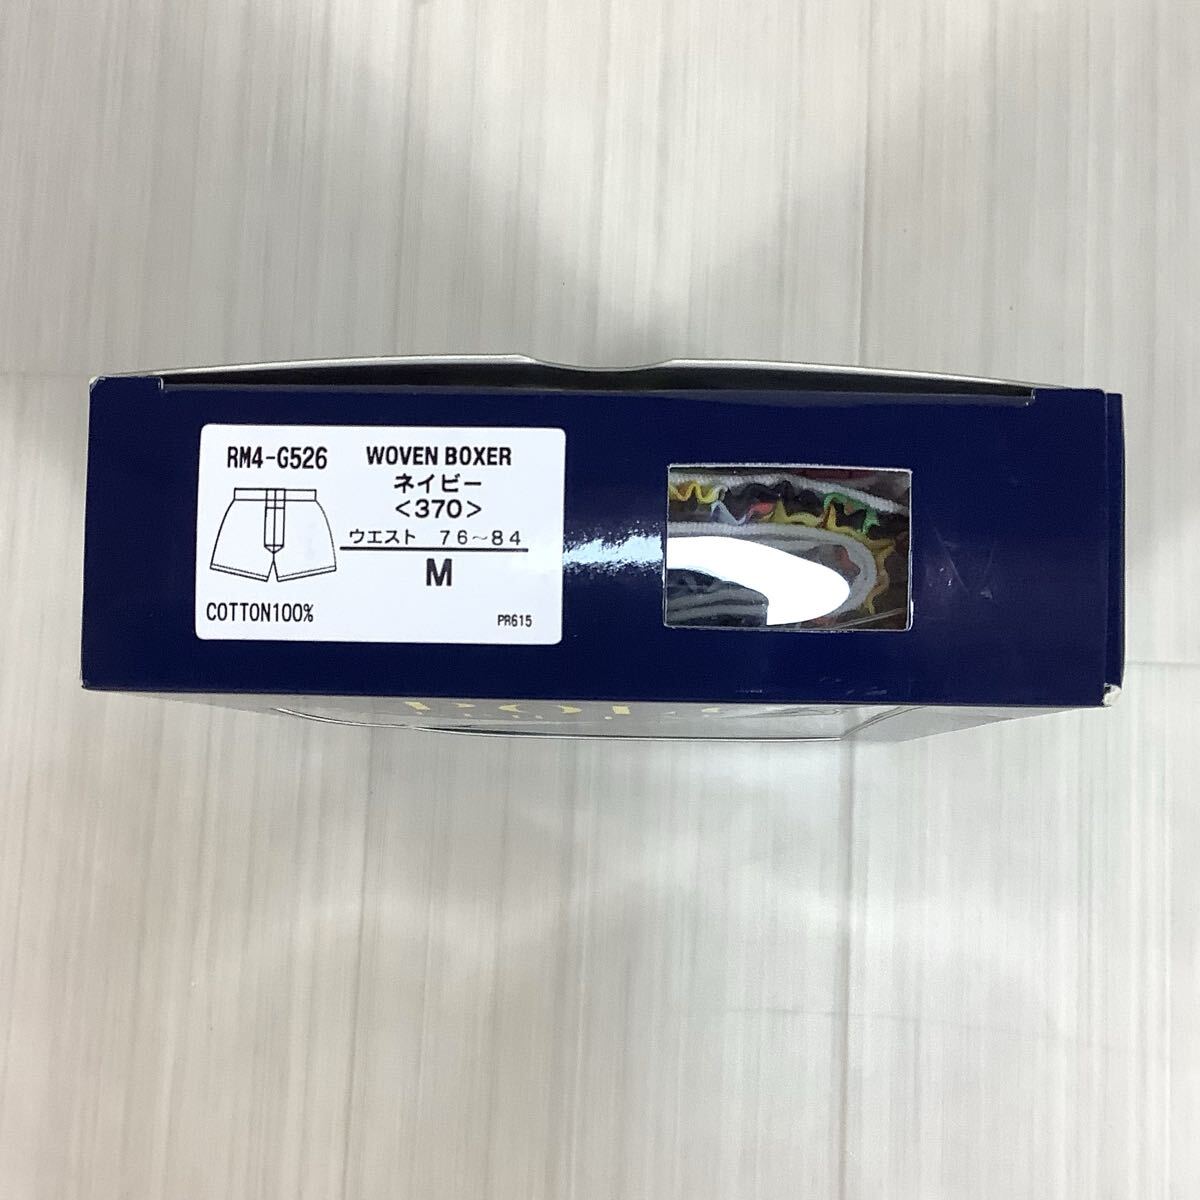 RM4-G526
WOVEN BOXER
ネイビー
<370>
ウエスト 76～84
M
COTTON100%
PR615